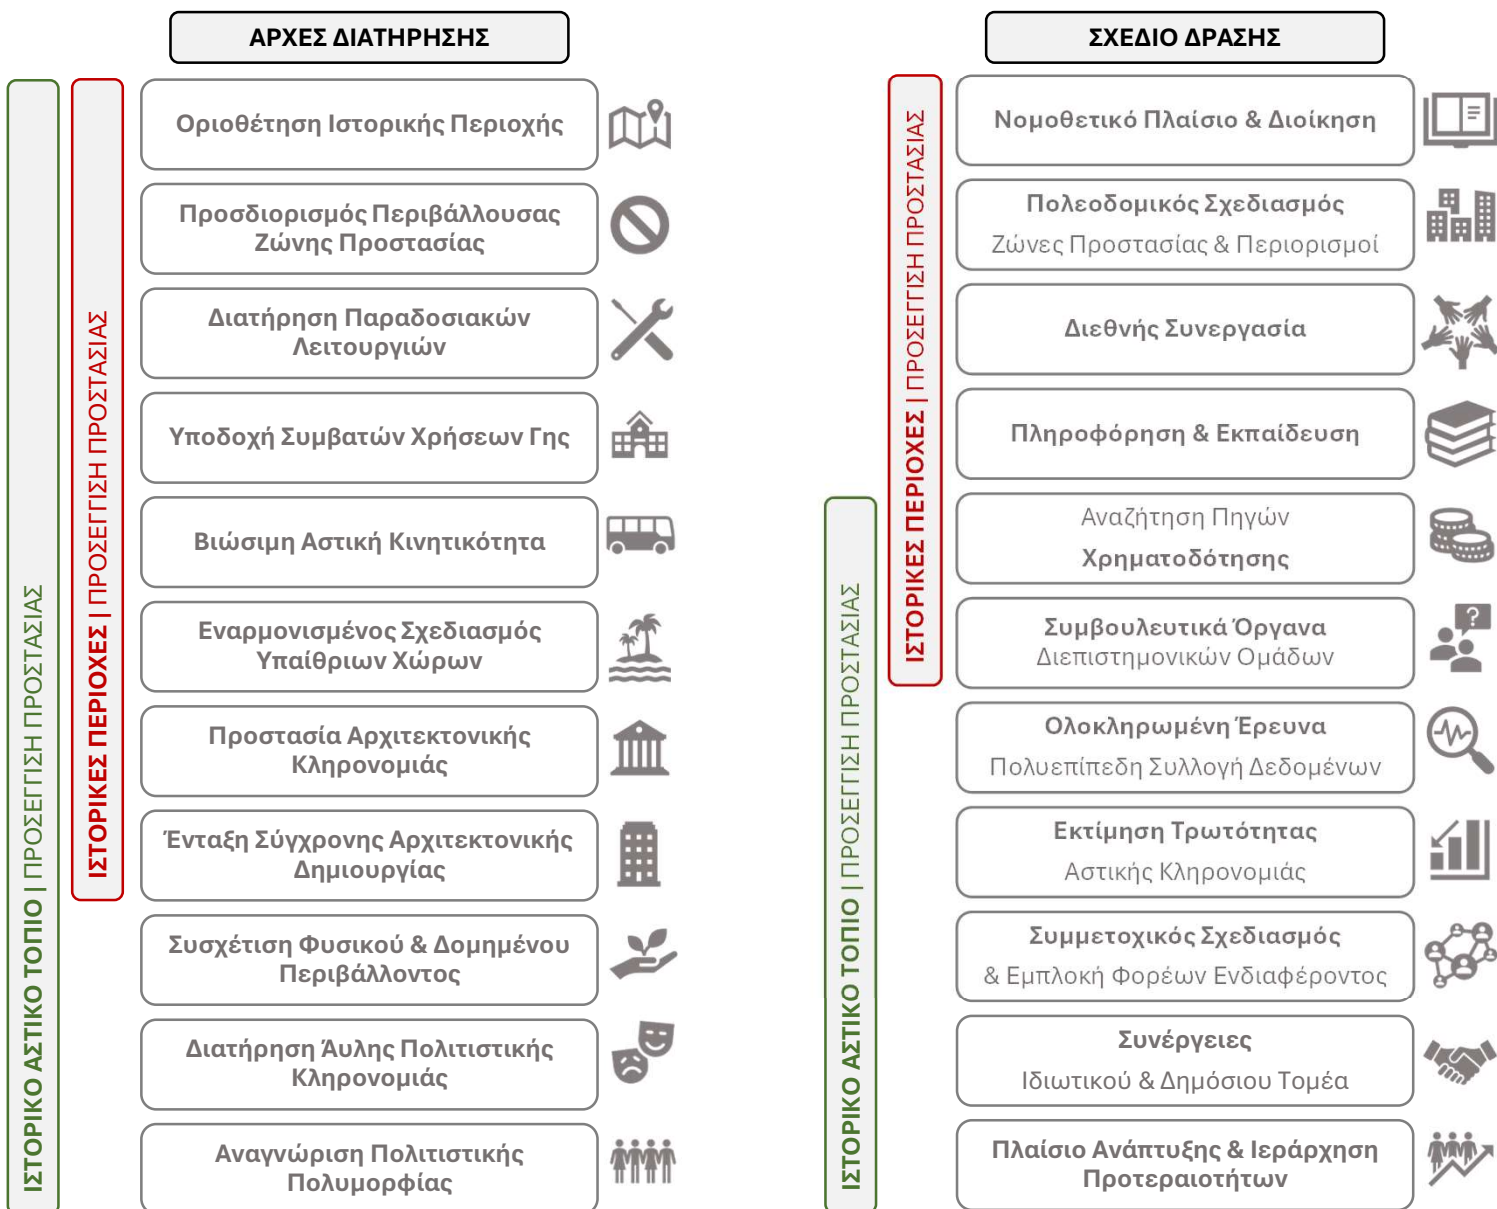 ΑΡΧΕΣ ΔΙΑΤΗΡΗΣΗΣ
ΙΣΤΟΡΙΚΟ ΑΣΤΙΚΟ ΤΟΠΙΟ | ΠΡΟΣΕΓΓΙΣΗ ΠΡΟΣΤΑΣΙΑΣ
ΙΣΤΟΡΙΚΕΣ ΠΕΡΙΟΧΕΣ | ΠΡΟΣΕΓΓΙΣΗ ΠΡΟΣΤΑΣΙΑΣ
Οριοθέτηση Ιστορικής Περιοχής
Προσδιορισμός Περιβάλλουσας
Ζώνης Προστασίας
Διατήρηση Παραδοσιακών
Λειτουργιών
Υποδοχή Συμβατών Χρήσεων Γης
Βιώσιμη Αστική Κινητικότητα
Εναρμονισμένος Σχεδιασμός
Υπαίθριων Χώρων
Προστασία Αρχιτεκτονικής
Κληρονομιάς
Ένταξη Σύγχρονης Αρχιτεκτονικής
Δημιουργίας
Συσχέτιση Φυσικού & Δομημένου
Περιβάλλοντος
Διατήρηση Άυλης Πολιτιστικής
Κληρονομιάς
Αναγνώριση Πολιτιστικής
Πολυμορφίας
ΣΧΕΔΙΟ ΔΡΑΣΗΣ
ΙΣΤΟΡΙΚΟ ΑΣΤΙΚΟ ΤΟΠΙΟ | ΠΡΟΣΕΓΓΙΣΗ ΠΡΟΣΤΑΣΙΑΣ
ΙΣΤΟΡΙΚΕΣ ΠΕΡΙΟΧΕΣ | ΠΡΟΣΕΓΓΙΣΗ ΠΡΟΣΤΑΣΙΑΣ
Νομοθετικό Πλαίσιο & Διοίκηση
Πολεοδομικός Σχεδιασμός
Ζώνες Προστασίας & Περιορισμοί
Διεθνής Συνεργασία
Πληροφόρηση & Εκπαίδευση
Αναζήτηση Πηγών
Χρηματοδότησης
Συμβουλευτικά Όργανα
Διεπιστημονικών Ομάδων
Ολοκληρωμένη Έρευνα
Πολυεπίπεδη Συλλογή Δεδομένων
Εκτίμηση Τρωτότητας
Αστικής Κληρονομιάς
Συμμετοχικός Σχεδιασμός
& Εμπλοκή Φορέων Ενδιαφέροντος
Συνέργειες
Ιδιωτικού & Δημόσιου Τομέα
Πλαίσιο Ανάπτυξης & Ιεράρχηση
Προτεραιοτήτων